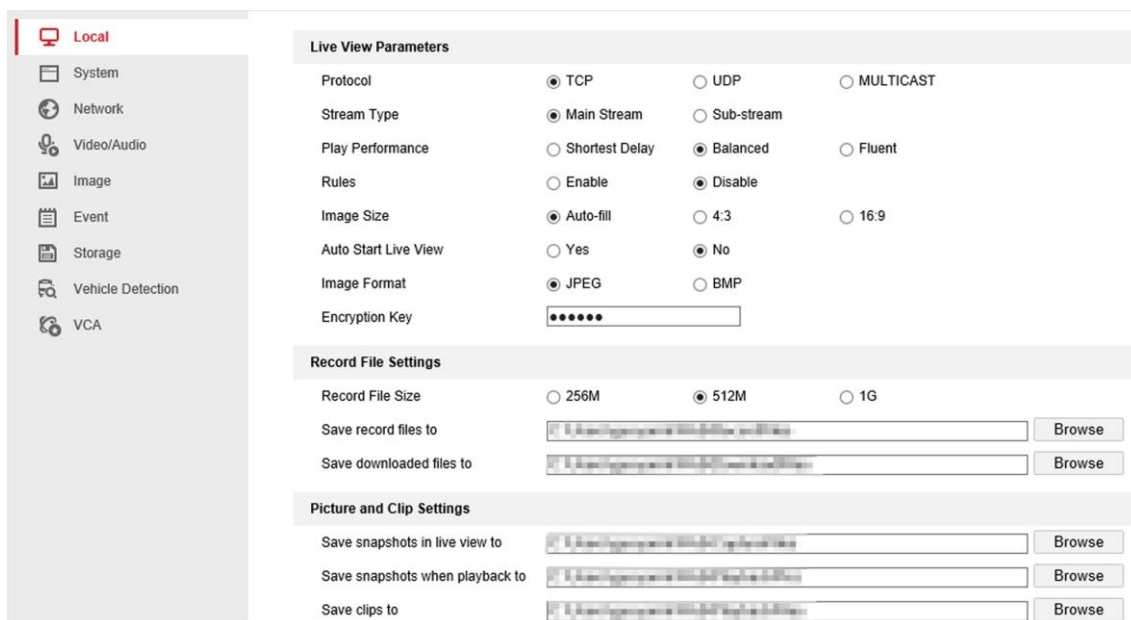 Local
System
Network
Video/Audio
Image
Event
Storage
Vehicle Detection
VCA
Live View Parameters
Protocol TCP UDP MULTICAST
Stream Type Main Stream Sub-stream
Play Performance Shortest Delay Balanced Fluent
Rules Enable Disable
Image Size Auto-fill 4:3 16:9
Auto Start Live View Yes No
Image Format JPEG BMP
Encryption Key ●●●●●●
Record File Settings
Record File Size 256M 512M 1G
Save record files to Browse
Save downloaded files to Browse
Picture and Clip Settings
Save snapshots in live view to Browse
Save snapshots when playback to Browse
Save clips to Browse